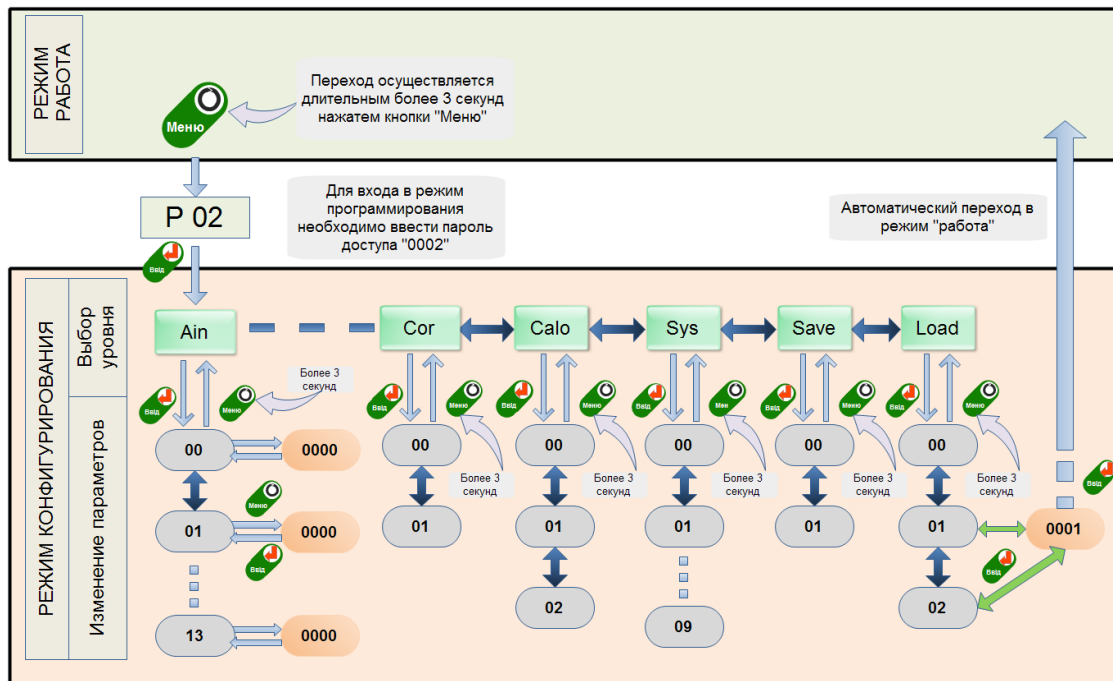 РЕЖИМ
РАБОТА
Меню
Переход осуществляется
длительным более 3 секунд
нажатем кнопки "Меню"
P 02
Для входа в режим
программирования
необходимо ввести пароль
доступа "0002"
Автоматический переход в
режим "работа"
Ввід
РЕЖИМ КОНФИГУРИРОВАНИЯ
Выбор
уровня
Изменение параметров
Ain
Cor
Calo
Sys
Save
Load
Ввід
Меню
Более 3
секунд
Ввід
Меню
Ввід
Меню
Ввід
Мен
Ввід
Меню
Ввід
Меню
00
0000
00
00
00
00
00
Более 3
секунд
Более 3
секунд
Более 3
секунд
Более 3
секунд
Более 3
секунд
Ввід
Меню
01
0000
01
01
01
01
01
0001
Ввід
Ввід
13
0000
02
09
02